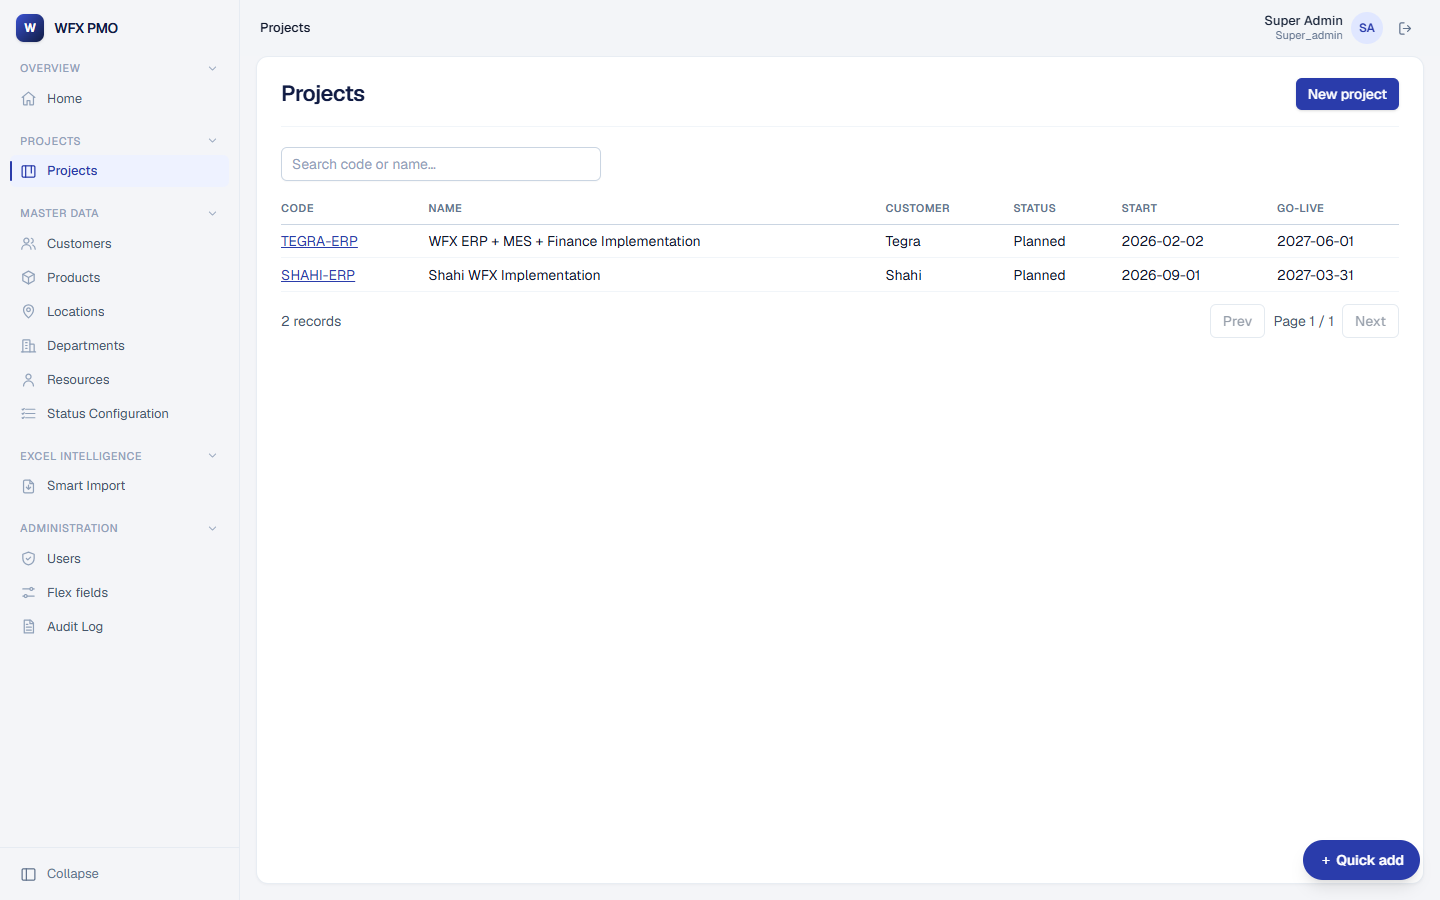 W WFX PMO
OVERVIEW
Home
PROJECTS
Projects
MASTER DATA
Customers
Products
Locations
Departments
Resources
Status Configuration
EXCEL INTELLIGENCE
Smart Import
ADMINISTRATION
Users
Flex fields
Audit Log
Collapse
Projects
Super Admin
Super_admin
SA
Projects
New project
Search code or name...
CODE NAME CUSTOMER STATUS START GO-LIVE
TEGRA-ERP WFX ERP + MES + Finance Implementation Tegra Planned 2026-02-02 2027-06-01
SHAHI-ERP Shahi WFX Implementation Shahi Planned 2026-09-01 2027-03-31
2 records Prev Page 1 / 1 Next
+ Quick add